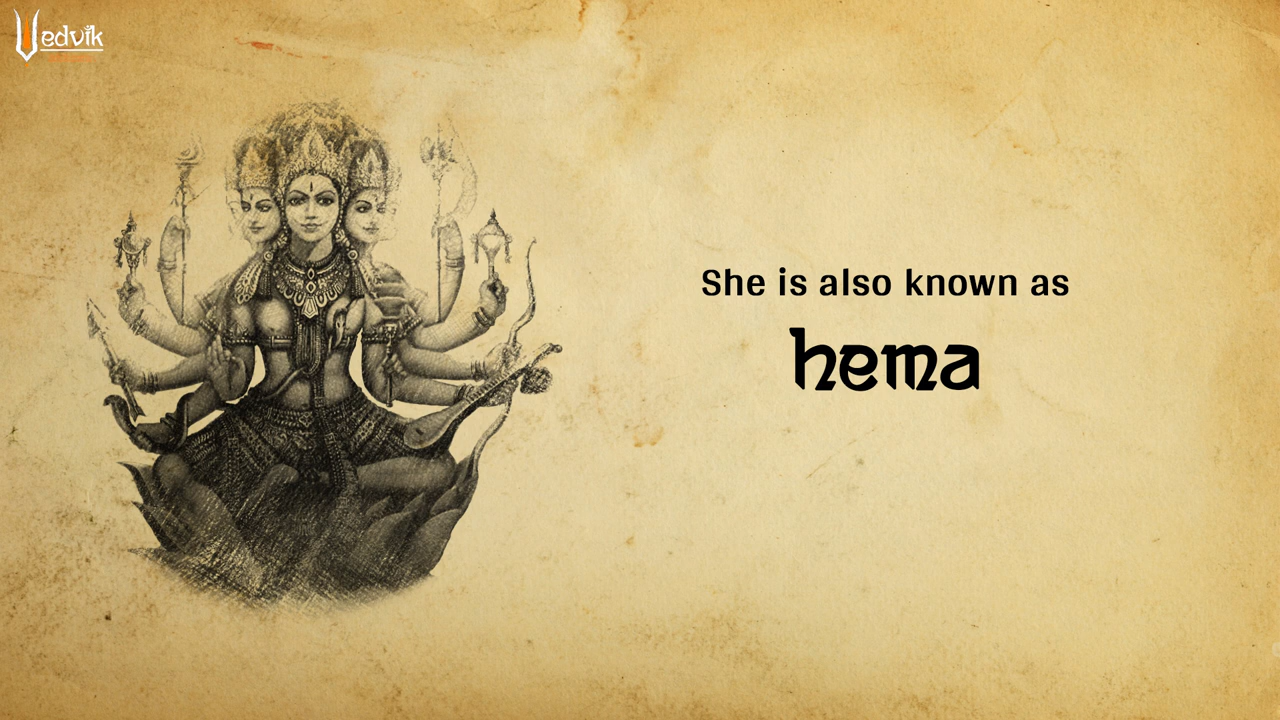 Vedvik
She is also known as
hema